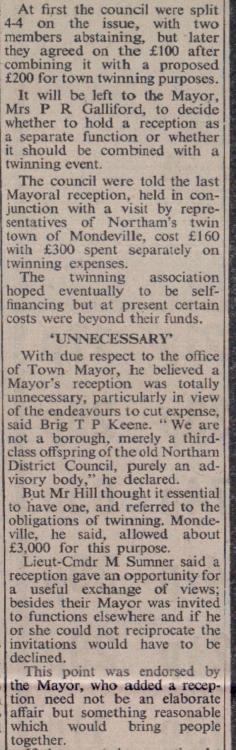 At first the council were split
4-4 on the issue, with two
members abstaining, but later
they agreed on the £100 after
combining it with a proposed
£200 for town twinning purposes.
It will be left to the Mayor,
Mrs P R Galliford, to decide
whether to hold a reception as
a separate function or whether
it should be combined with a
twinning event.
The council were told the last
Mayoral reception, held in con-
junction with a visit by repre-
sentatives of Northam's twin
town of Mondeville, cost £160
with £300 spent separately on
twinning expenses.
The twinning association
hoped eventually to be self-
financing but at present certain
costs were beyond their funds.
'UNNECESSARY'
With due respect to the office
of Town Mayor, he believed a
Mayor's reception was totally
unnecessary, particularly in view
of the endeavours to cut expense,
said Brig T P Keene. "We are
not a borough, merely a third-
class offspring of the old Northam
District Council, purely an ad-
visory body," he declared.
But Mr Hill thought it essential
to have one, and referred to the
obligations of twinning. Monde-
ville, he said, allowed about
£3,000 for this purpose.
Lieut-Cmdr M Sumner said a
reception gave an opportunity for
a useful exchange of views;
besides their Mayor was invited
to functions elsewhere and if he
or she could not reciprocate the
invitations would have to be
declined.
This point was endorsed by
the Mayor, who added a recep-
tion need not be an elaborate
affair but something reasonable
which would bring people
together.